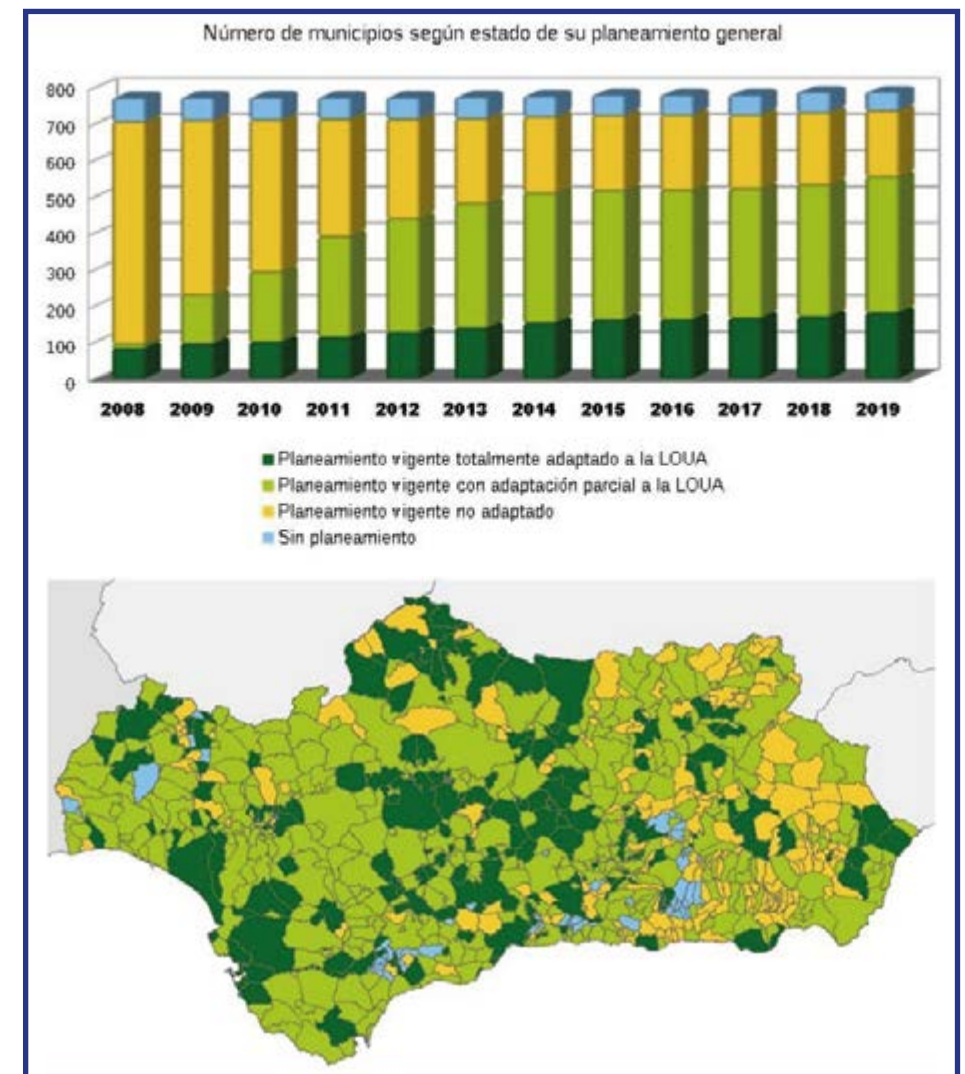 Número de municipios según estado de su planeamiento general
800
700
600
500
400
300
200
100
0
2008 2009 2010 2011 2012 2013 2014 2015 2016 2017 2018 2019
Planeamiento vigente totalmente adaptado a la LOUA
Planeamiento vigente con adaptación parcial a la LOUA
Planeamiento vigente no adaptado
Sin planeamiento